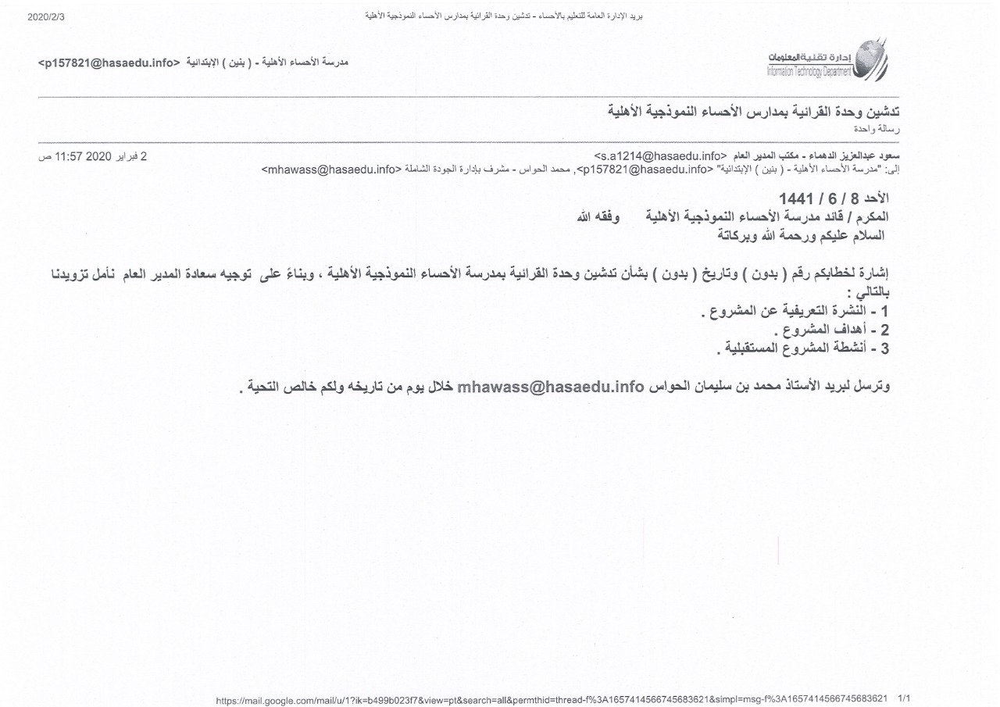 2020/2/3
بريد الإدارة العامة للتعليم بالأحساء - تدشين وحدة القرائية بمدارس الأحساء النموذجية الأهلية
إدارة تقنية المعلومات
Information Technology Department
مدرسة الأحساء الأهلية - ( بنين ) الإبتدائية <p157821@hasaedu.info>
تدشين وحدة القرائية بمدارس الأحساء النموذجية الأهلية
رسالة واحدة
سعود عبدالعزيز الدهماء - مكتب المدير العام <s.a1214@hasaedu.info>
2 فبراير 2020 11:57 ص
إلى: "مدرسة الأحساء الأهلية - ( بنين ) الإبتدائية" <p157821@hasaedu.info>, محمد الحواس - مشرف بإدارة الجودة الشاملة <mhawass@hasaedu.info>
الأحد 8 / 6 / 1441
المكرم / قائد مدرسة الأحساء النموذجية الأهلية وفقه الله
السلام عليكم ورحمة الله وبركاتة
إشارة لخطابكم رقم ( بدون ) وتاريخ ( بدون ) بشأن تدشين وحدة القرائية بمدرسة الأحساء النموذجية الأهلية ، وبناءً على توجيه سعادة المدير العام نأمل تزويدنا
بالتالي :
1 - النشرة التعريفية عن المشروع .
2 - أهداف المشروع .
3 - أنشطة المشروع المستقبلية .
وترسل لبريد الأستاذ محمد بن سليمان الحواس mhawass@hasaedu.info خلال يوم من تاريخه ولكم خالص التحية .
https://mail.google.com/mail/u/1?ik=b499b023f7&view=pt&search=all&permthid=thread-f%3A1657414566745683621&simpl=msg-f%3A1657414566745683621 1/1